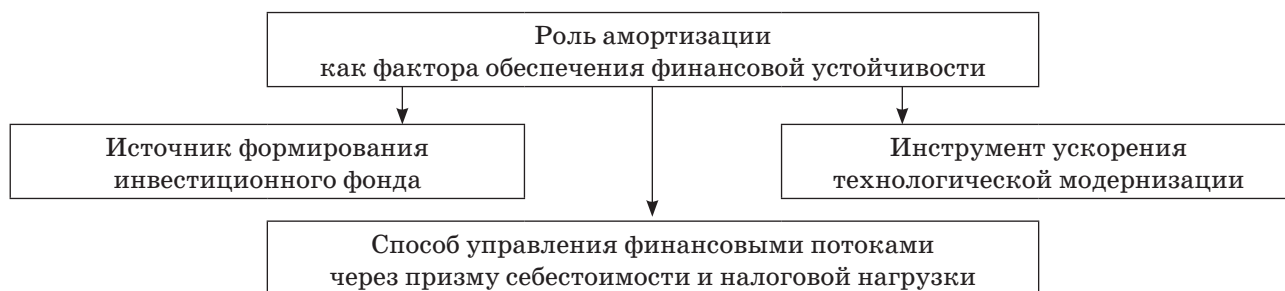 Роль амортизации
как фактора обеспечения финансовой устойчивости
Источник формирования
инвестиционного фонда
Инструмент ускорения
технологической модернизации
Способ управления финансовыми потоками
через призму себестоимости и налоговой нагрузки